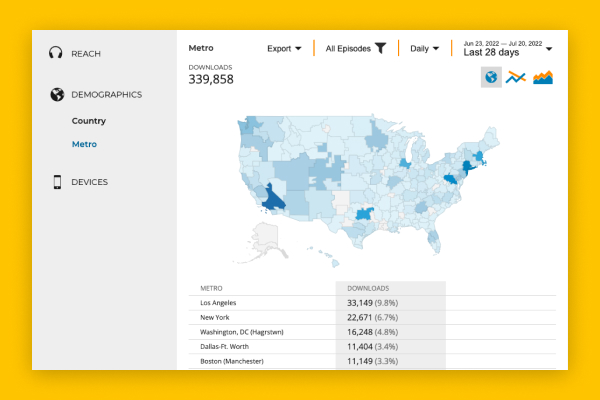 REACH
DEMOGRAPHICS
Country
Metro
DEVICES
Metro
Export
All Episodes
Daily
Jun 23, 2022 — Jul 20, 2022
Last 28 days
DOWNLOADS
339,858
METRO DOWNLOADS
Los Angeles 33,149 (9.8%)
New York 22,671 (6.7%)
Washington, DC (Hagrstwn) 16,248 (4.8%)
Dallas-Ft. Worth 11,404 (3.4%)
Boston (Manchester) 11,149 (3.3%)